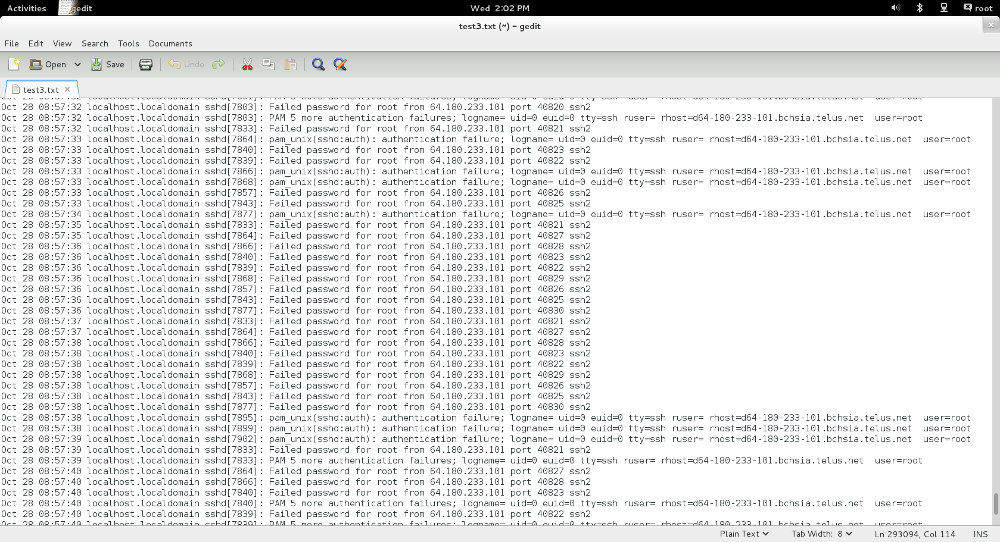 Activities gedit Wed 2:02 PM root
test3.txt (~) - gedit
File Edit View Search Tools Documents
Open Save Undo
test3.txt
Oct 28 08:57:32 localhost.localdomain sshd[7801]: PAM 5 more authentication failures; logname= uid=0 euid=0 tty=ssh ruser= rhost=d64-180-233-101.bchsia.telus.net  user=root
Oct 28 08:57:32 localhost.localdomain sshd[7803]: Failed password for root from 64.180.233.101 port 40820 ssh2
Oct 28 08:57:32 localhost.localdomain sshd[7803]: PAM 5 more authentication failures; logname= uid=0 euid=0 tty=ssh ruser= rhost=d64-180-233-101.bchsia.telus.net  user=root
Oct 28 08:57:32 localhost.localdomain sshd[7833]: Failed password for root from 64.180.233.101 port 40821 ssh2
Oct 28 08:57:33 localhost.localdomain sshd[7864]: pam_unix(sshd:auth): authentication failure; logname= uid=0 euid=0 tty=ssh ruser= rhost=d64-180-233-101.bchsia.telus.net  user=root
Oct 28 08:57:33 localhost.localdomain sshd[7840]: Failed password for root from 64.180.233.101 port 40823 ssh2
Oct 28 08:57:33 localhost.localdomain sshd[7839]: Failed password for root from 64.180.233.101 port 40822 ssh2
Oct 28 08:57:33 localhost.localdomain sshd[7866]: pam_unix(sshd:auth): authentication failure; logname= uid=0 euid=0 tty=ssh ruser= rhost=d64-180-233-101.bchsia.telus.net  user=root
Oct 28 08:57:33 localhost.localdomain sshd[7868]: pam_unix(sshd:auth): authentication failure; logname= uid=0 euid=0 tty=ssh ruser= rhost=d64-180-233-101.bchsia.telus.net  user=root
Oct 28 08:57:33 localhost.localdomain sshd[7857]: Failed password for root from 64.180.233.101 port 40826 ssh2
Oct 28 08:57:33 localhost.localdomain sshd[7843]: Failed password for root from 64.180.233.101 port 40825 ssh2
Oct 28 08:57:34 localhost.localdomain sshd[7877]: pam_unix(sshd:auth): authentication failure; logname= uid=0 euid=0 tty=ssh ruser= rhost=d64-180-233-101.bchsia.telus.net  user=root
Oct 28 08:57:35 localhost.localdomain sshd[7833]: Failed password for root from 64.180.233.101 port 40821 ssh2
Oct 28 08:57:35 localhost.localdomain sshd[7864]: Failed password for root from 64.180.233.101 port 40827 ssh2
Oct 28 08:57:36 localhost.localdomain sshd[7866]: Failed password for root from 64.180.233.101 port 40828 ssh2
Oct 28 08:57:36 localhost.localdomain sshd[7840]: Failed password for root from 64.180.233.101 port 40823 ssh2
Oct 28 08:57:36 localhost.localdomain sshd[7839]: Failed password for root from 64.180.233.101 port 40822 ssh2
Oct 28 08:57:36 localhost.localdomain sshd[7868]: Failed password for root from 64.180.233.101 port 40829 ssh2
Oct 28 08:57:36 localhost.localdomain sshd[7857]: Failed password for root from 64.180.233.101 port 40826 ssh2
Oct 28 08:57:36 localhost.localdomain sshd[7843]: Failed password for root from 64.180.233.101 port 40825 ssh2
Oct 28 08:57:36 localhost.localdomain sshd[7877]: Failed password for root from 64.180.233.101 port 40830 ssh2
Oct 28 08:57:37 localhost.localdomain sshd[7833]: Failed password for root from 64.180.233.101 port 40821 ssh2
Oct 28 08:57:37 localhost.localdomain sshd[7864]: Failed password for root from 64.180.233.101 port 40827 ssh2
Oct 28 08:57:38 localhost.localdomain sshd[7866]: Failed password for root from 64.180.233.101 port 40828 ssh2
Oct 28 08:57:38 localhost.localdomain sshd[7840]: Failed password for root from 64.180.233.101 port 40823 ssh2
Oct 28 08:57:38 localhost.localdomain sshd[7839]: Failed password for root from 64.180.233.101 port 40822 ssh2
Oct 28 08:57:38 localhost.localdomain sshd[7868]: Failed password for root from 64.180.233.101 port 40829 ssh2
Oct 28 08:57:38 localhost.localdomain sshd[7857]: Failed password for root from 64.180.233.101 port 40826 ssh2
Oct 28 08:57:38 localhost.localdomain sshd[7843]: Failed password for root from 64.180.233.101 port 40825 ssh2
Oct 28 08:57:38 localhost.localdomain sshd[7877]: Failed password for root from 64.180.233.101 port 40830 ssh2
Oct 28 08:57:38 localhost.localdomain sshd[7895]: pam_unix(sshd:auth): authentication failure; logname= uid=0 euid=0 tty=ssh ruser= rhost=d64-180-233-101.bchsia.telus.net  user=root
Oct 28 08:57:38 localhost.localdomain sshd[7899]: pam_unix(sshd:auth): authentication failure; logname= uid=0 euid=0 tty=ssh ruser= rhost=d64-180-233-101.bchsia.telus.net  user=root
Oct 28 08:57:39 localhost.localdomain sshd[7902]: pam_unix(sshd:auth): authentication failure; logname= uid=0 euid=0 tty=ssh ruser= rhost=d64-180-233-101.bchsia.telus.net  user=root
Oct 28 08:57:39 localhost.localdomain sshd[7833]: Failed password for root from 64.180.233.101 port 40821 ssh2
Oct 28 08:57:39 localhost.localdomain sshd[7833]: PAM 5 more authentication failures; logname= uid=0 euid=0 tty=ssh ruser= rhost=d64-180-233-101.bchsia.telus.net  user=root
Oct 28 08:57:40 localhost.localdomain sshd[7864]: Failed password for root from 64.180.233.101 port 40827 ssh2
Oct 28 08:57:40 localhost.localdomain sshd[7866]: Failed password for root from 64.180.233.101 port 40828 ssh2
Oct 28 08:57:40 localhost.localdomain sshd[7840]: Failed password for root from 64.180.233.101 port 40823 ssh2
Oct 28 08:57:40 localhost.localdomain sshd[7840]: PAM 5 more authentication failures; logname= uid=0 euid=0 tty=ssh ruser= rhost=d64-180-233-101.bchsia.telus.net  user=root
Oct 28 08:57:40 localhost.localdomain sshd[7839]: Failed password for root from 64.180.233.101 port 40822 ssh2
Oct 28 08:57:40 localhost.localdomain sshd[7839]: PAM 5 more authentication failures; logname= uid=0 euid=0 tty=ssh ruser= rhost=d64-180-233-101.bchsia.telus.net  user=root
Plain Text Tab Width: 8 Ln 293094, Col 114 INS